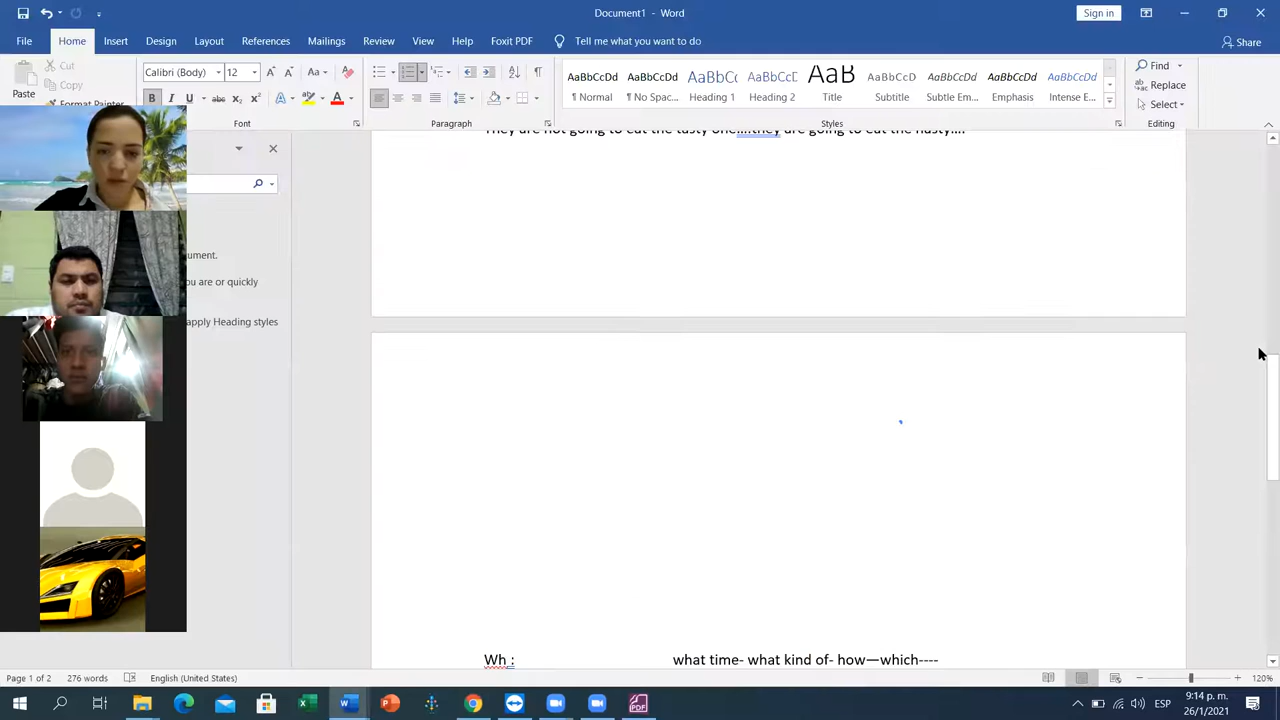 Document1 - Word
Sign in
File Home Insert Design Layout References Mailings Review View Help Foxit PDF Tell me what you want to do Share
Paste
Cut
Copy
Format Painter
Calibri (Body) 12
Font
Paragraph
AaBbCcDd AaBbCcDd AaBbC AaBbCcD AaB AaBbCcDd AaBbCcDd AaBbCcDd AaBbCcDd
¶ Normal ¶ No Spac... Heading 1 Heading 2 Title Subtitle Subtle Em... Emphasis Intense E...
Styles
Find
Replace
Select
Editing
They are not going to eat the tasty one....they are going to eat the nasty....
ument.
ou are or quickly
apply Heading styles
Wh : what time- what kind of- how—which----
Page 1 of 2 276 words English (United States) 120%
ESP
9:14 p. m.
26/1/2021